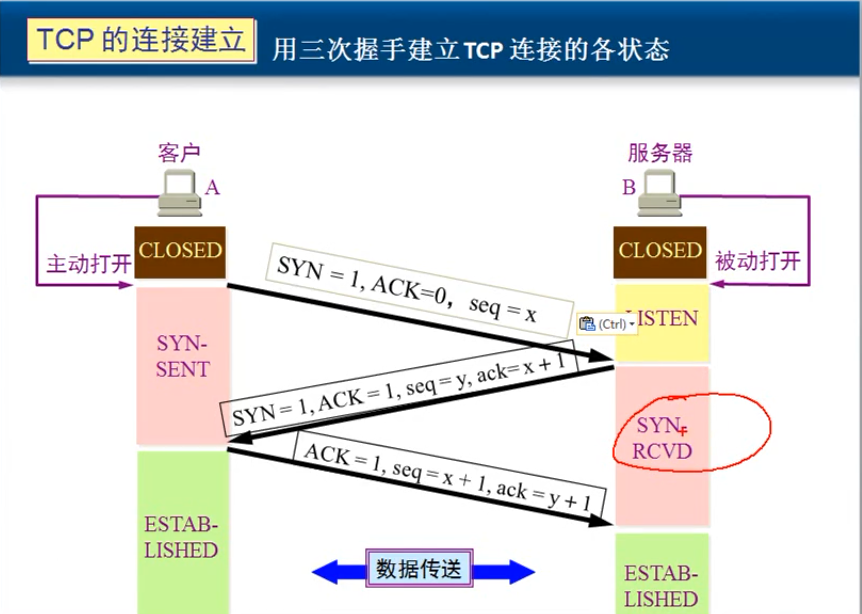 TCP 的连接建立
用三次握手建立 TCP 连接的各状态
客户
服务器
A
B
CLOSED
CLOSED
主动打开
被动打开
SYN = 1, ACK=0，seq = x
(Ctrl)
LISTEN
SYN-
SENT
SYN = 1, ACK = 1, seq = y, ack= x + 1
SYN-
RCVD
ACK = 1, seq = x + 1, ack = y + 1
ESTAB-
LISHED
数据传送
ESTAB-
LISHED